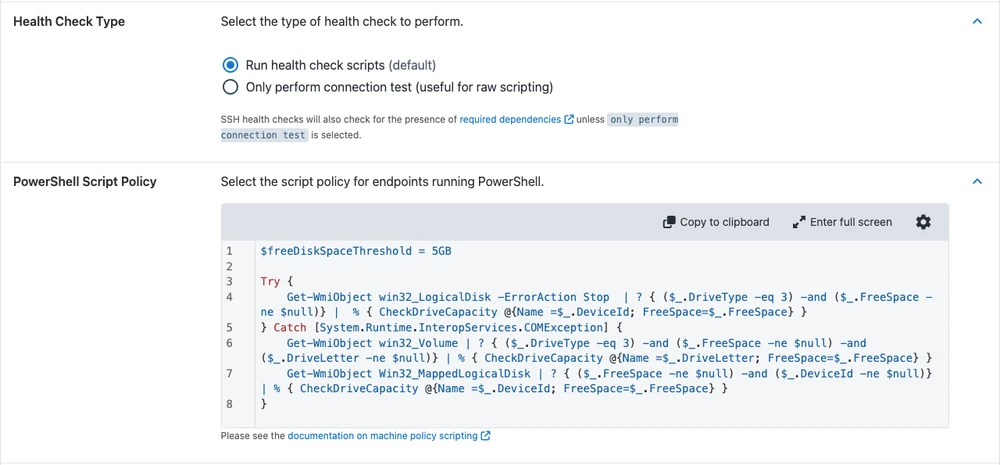 Health Check Type
Select the type of health check to perform.
Run health check scripts (default)
Only perform connection test (useful for raw scripting)
SSH health checks will also check for the presence of required dependencies unless only perform
connection test is selected.
PowerShell Script Policy
Select the script policy for endpoints running PowerShell.
Copy to clipboard
Enter full screen
1 $freeDiskSpaceThreshold = 5GB
2
3 Try {
4 Get-WmiObject win32_LogicalDisk -ErrorAction Stop | ? { ($_.DriveType -eq 3) -and ($_.FreeSpace -
ne $null)} | % { CheckDriveCapacity @{Name =$_.DeviceId; FreeSpace=$_.FreeSpace} }
5 } Catch [System.Runtime.InteropServices.COMException] {
6 Get-WmiObject win32_Volume | ? { ($_.DriveType -eq 3) -and ($_.FreeSpace -ne $null) -and
($_.DriveLetter -ne $null)} | % { CheckDriveCapacity @{Name =$_.DriveLetter; FreeSpace=$_.FreeSpace} }
7 Get-WmiObject Win32_MappedLogicalDisk | ? { ($_.FreeSpace -ne $null) -and ($_.DeviceId -ne $null)}
| % { CheckDriveCapacity @{Name =$_.DeviceId; FreeSpace=$_.FreeSpace} }
8 }
Please see the documentation on machine policy scripting